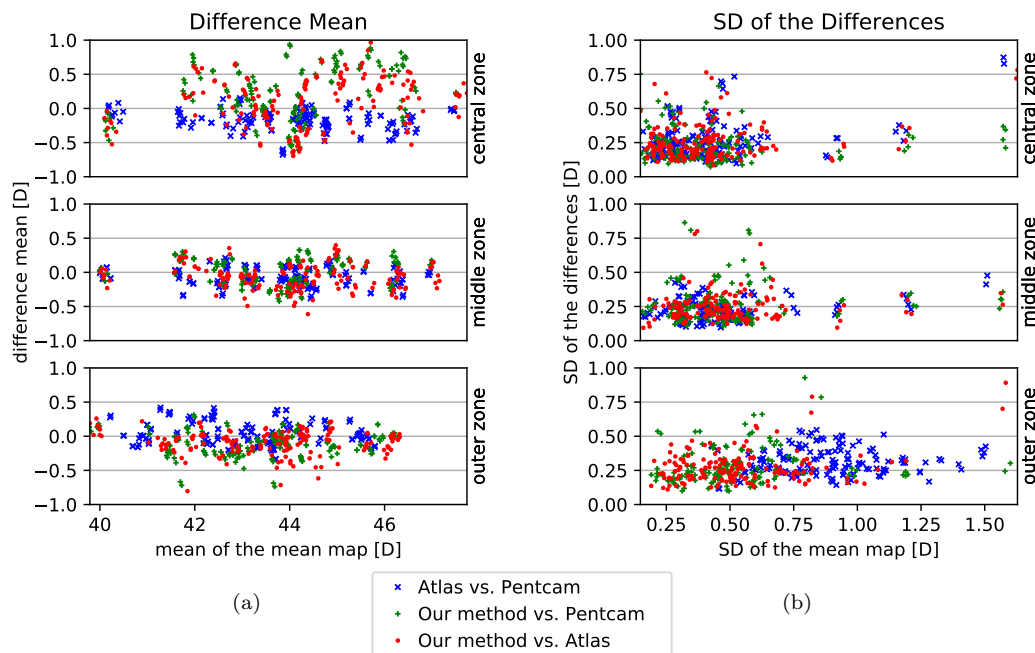 Difference Mean
SD of the Differences
1.0
0.5
0.0
−0.5
−1.0
central zone
1.0
0.5
0.0
−0.5
−1.0
middle zone
1.0
0.5
0.0
−0.5
−1.0
outer zone
difference mean [D]
40
42
44
46
mean of the mean map [D]
1.00
0.75
0.50
0.25
0.00
central zone
1.00
0.75
0.50
0.25
0.00
middle zone
1.00
0.75
0.50
0.25
0.00
outer zone
SD of the differences [D]
0.25
0.50
0.75
1.00
1.25
1.50
SD of the mean map [D]
Atlas vs. Pentcam
Our method vs. Pentcam
Our method vs. Atlas
(a)
(b)